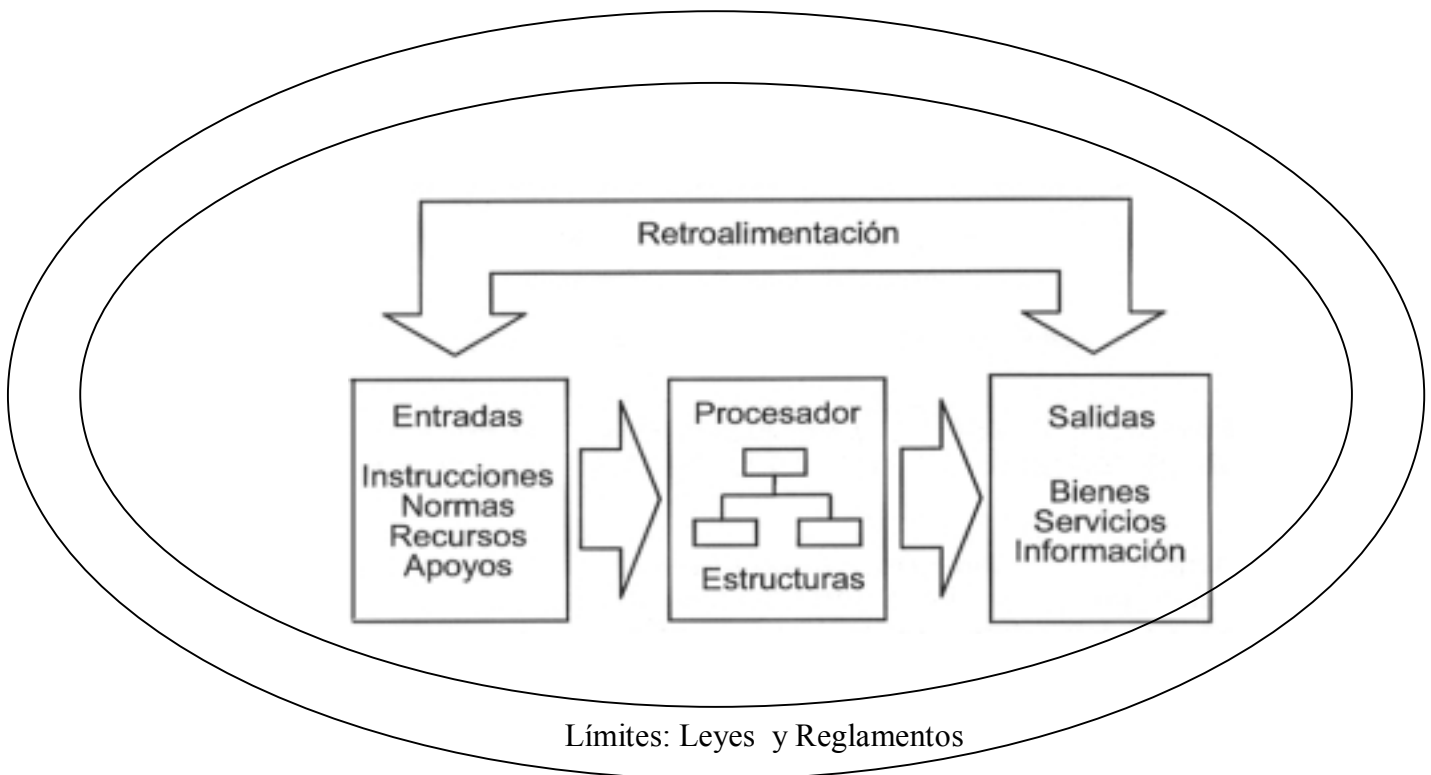 Retroalimentación
Entradas
Instrucciones
Normas
Recursos
Apoyos
Procesador
Estructuras
Salidas
Bienes
Servicios
Información
Límites: Leyes y Reglamentos